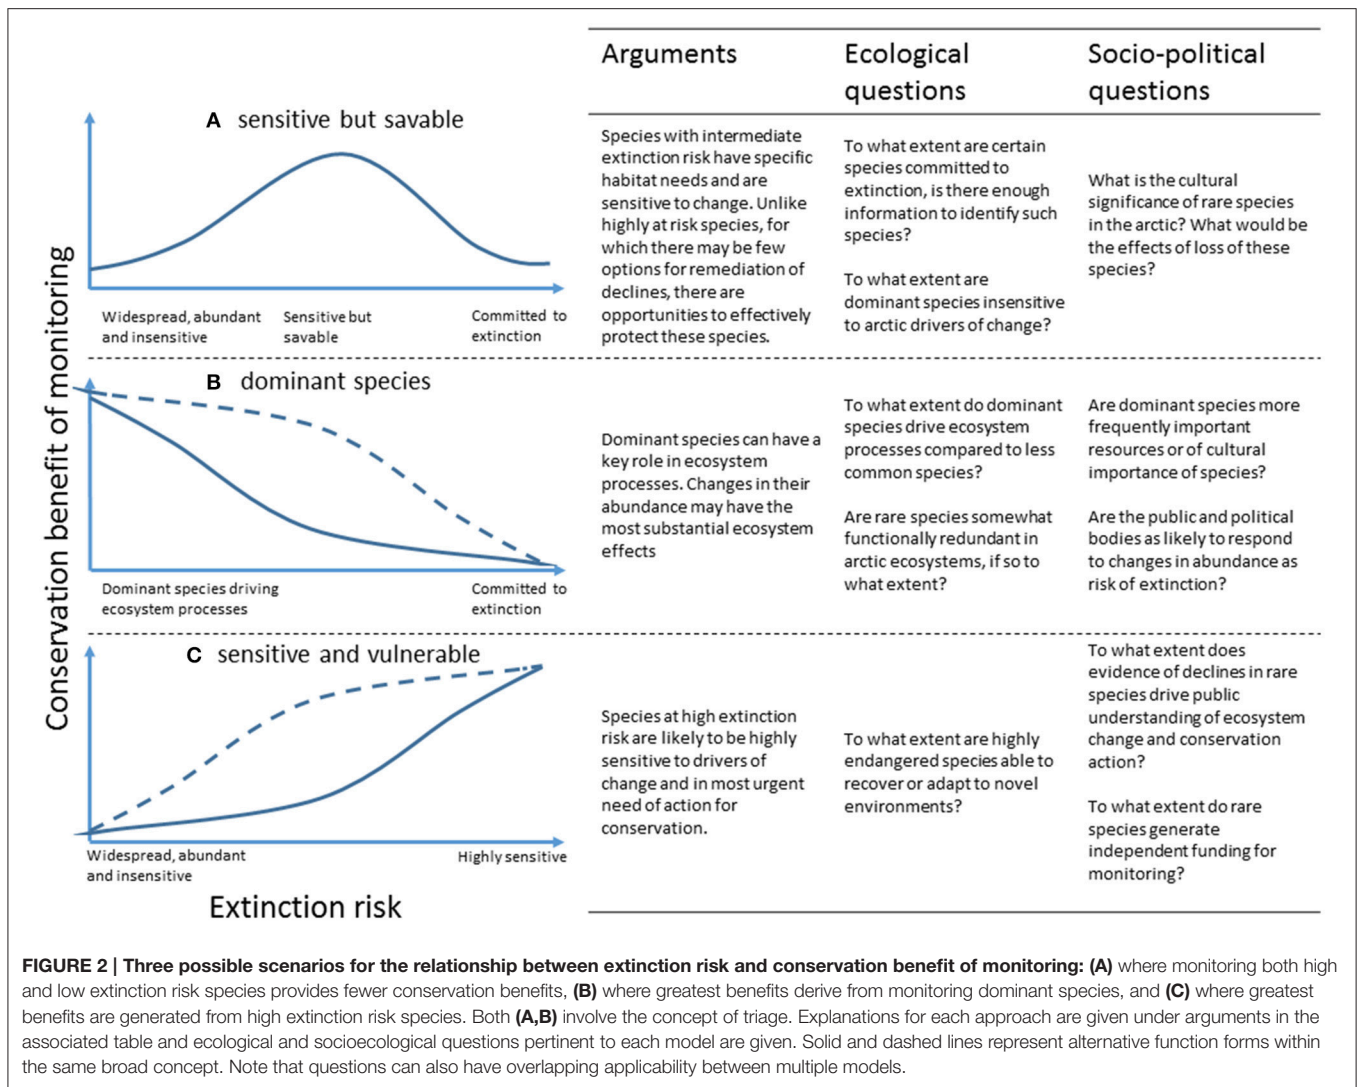 Arguments
Ecological
questions
Socio-political
questions
Conservation benefit of monitoring
A sensitive but savable
Widespread, abundant
and insensitive
Sensitive but
savable
Committed to
extinction
Species with intermediate
extinction risk have specific
habitat needs and are
sensitive to change. Unlike
highly at risk species, for
which there may be few
options for remediation of
declines, there are
opportunities to effectively
protect these species.
To what extent are certain
species committed to
extinction, is there enough
information to identify such
species?
To what extent are
dominant species insensitive
to arctic drivers of change?
What is the cultural
significance of rare species
in the arctic? What would be
the effects of loss of these
species?
B dominant species
Dominant species driving
ecosystem processes
Committed to
extinction
Dominant species can have a
key role in ecosystem
processes. Changes in their
abundance may have the
most substantial ecosystem
effects
To what extent do dominant
species drive ecosystem
processes compared to less
common species?
Are rare species somewhat
functionally redundant in
arctic ecosystems, if so to
what extent?
Are dominant species more
frequently important
resources or of cultural
importance of species?
Are the public and political
bodies as likely to respond
to changes in abundance as
risk of extinction?
C sensitive and vulnerable
Widespread, abundant
and insensitive
Highly sensitive
Extinction risk
Species at high extinction
risk are likely to be highly
sensitive to drivers of
change and in most urgent
need of action for
conservation.
To what extent are highly
endangered species able to
recover or adapt to novel
environments?
To what extent does
evidence of declines in rare
species drive public
understanding of ecosystem
change and conservation
action?
To what extent do rare
species generate
independent funding for
monitoring?
FIGURE 2 | Three possible scenarios for the relationship between extinction risk and conservation benefit of monitoring: (A) where monitoring both high
and low extinction risk species provides fewer conservation benefits, (B) where greatest benefits derive from monitoring dominant species, and (C) where greatest
benefits are generated from high extinction risk species. Both (A,B) involve the concept of triage. Explanations for each approach are given under arguments in the
associated table and ecological and socioecological questions pertinent to each model are given. Solid and dashed lines represent alternative function forms within
the same broad concept. Note that questions can also have overlapping applicability between multiple models.